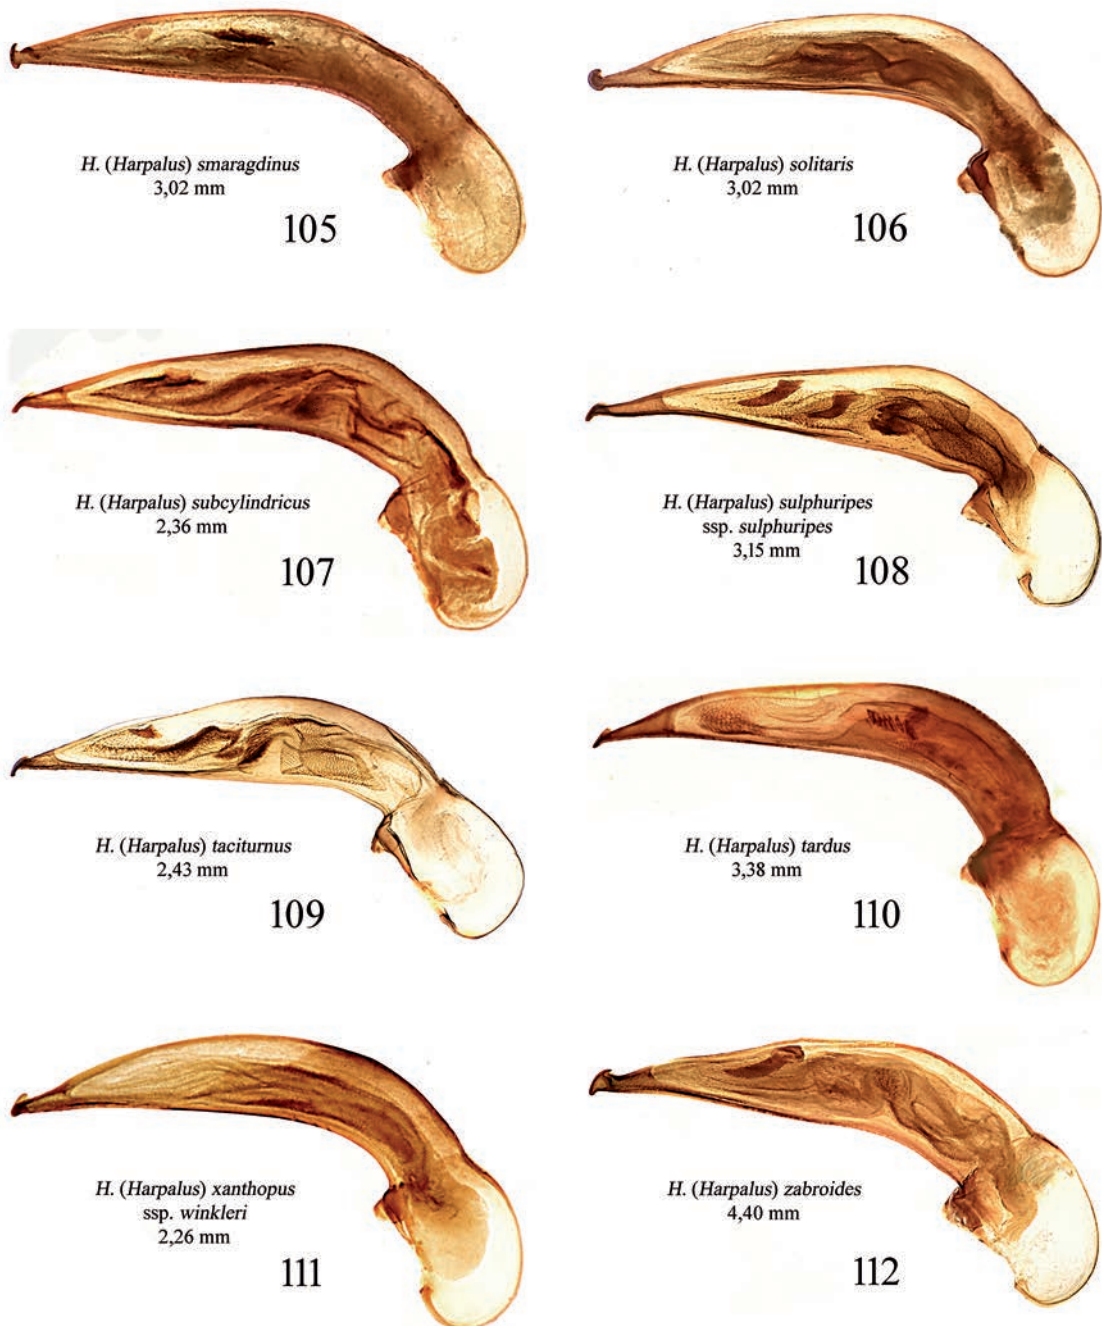 H. (Harpalus) smaragdinus
3,02 mm
105
H. (Harpalus) solitaris
3,02 mm
106
H. (Harpalus) subcylindricus
2,36 mm
107
H. (Harpalus) sulphuripes
ssp. sulphuripes
3,15 mm
108
H. (Harpalus) taciturnus
2,43 mm
109
H. (Harpalus) tardus
3,38 mm
110
H. (Harpalus) xanthopus
ssp. winkleri
2,26 mm
111
H. (Harpalus) zabroides
4,40 mm
112